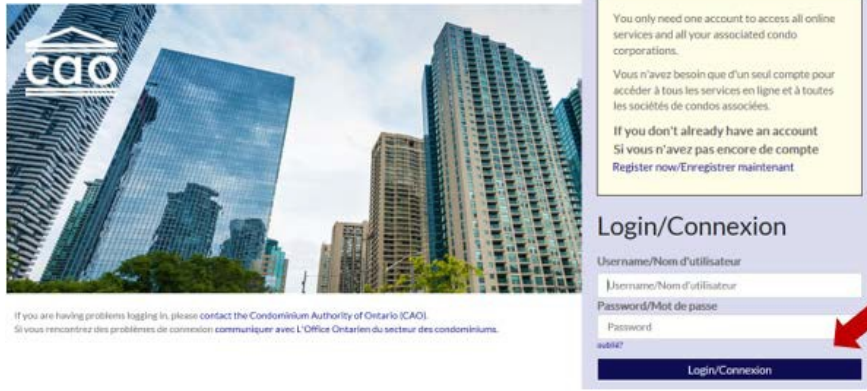 cao
If you are having problems logging in, please contact the Condominium Authority of Ontario (CAO).
Si vous rencontrez des problèmes de connexion communiquer avec L'Office Ontarien du secteur des condominiums.
You only need one account to access all online
services and all your associated condo
corporations.
Vous n'avez besoin que d'un seul compte pour
accéder à tous les services en ligne et à toutes
les sociétés de condos associées.
If you don't already have an account
Si vous n'avez pas encore de compte
Register now/Enregistrer maintenant
Login/Connexion
Username/Nom d'utilisateur
Username/Nom d'utilisateur
Password/Mot de passe
Password
oublié?
Login/Connexion